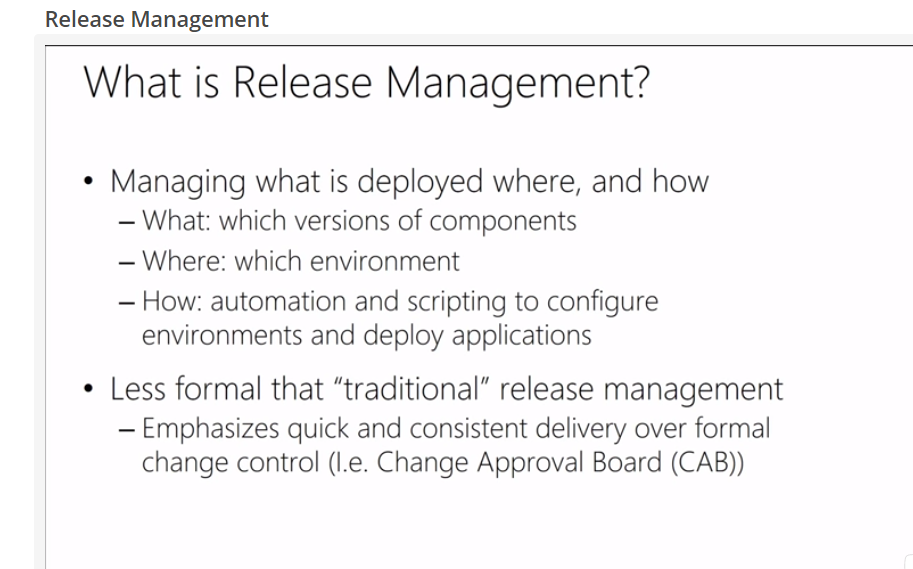 Release Management
What is Release Management?
• Managing what is deployed where, and how
– What: which versions of components
– Where: which environment
– How: automation and scripting to configure
environments and deploy applications
• Less formal that “traditional” release management
– Emphasizes quick and consistent delivery over formal
change control (I.e. Change Approval Board (CAB))